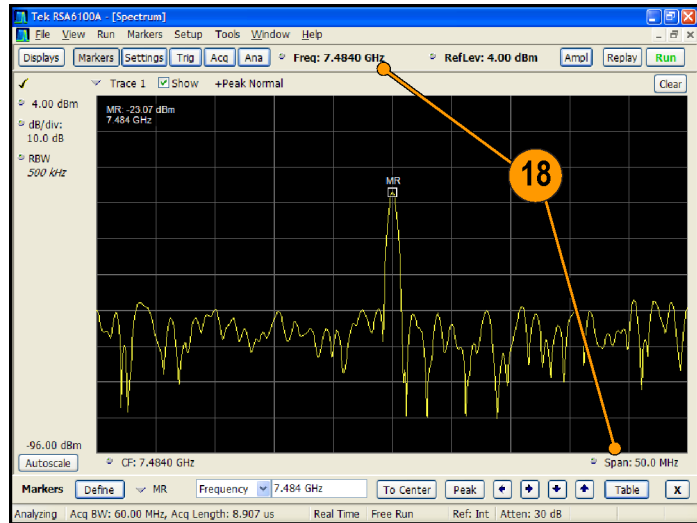 Tek RSA6100A - [Spectrum]
File View Run Markers Setup Tools Window Help
Displays Markers Settings Trig Acq Ana Freq: 7.4840 GHz RefLev: 4.00 dBm Ampl Replay Run
Trace 1 Show +Peak Normal Clear
4.00 dBm
dB/div:
10.0 dB
RBW
500 kHz
MR: -23.07 dBm
7.484 GHz
18
MR
-96.00 dBm
Autoscale CF: 7.4840 GHz Span: 50.0 MHz
Markers Define MR Frequency 7.484 GHz To Center Peak Table X
Analyzing Acq BW: 60.00 MHz, Acq Length: 8.907 us Real Time Free Run Ref: Int Atten: 30 dB